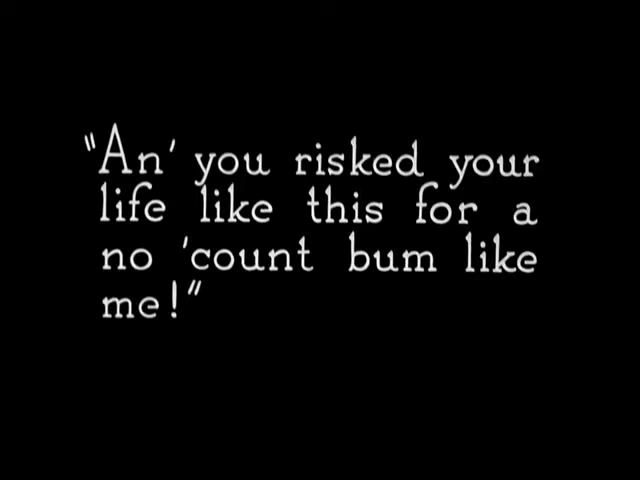 "An' you risked your
life like this for a
no 'count bum like
me!"